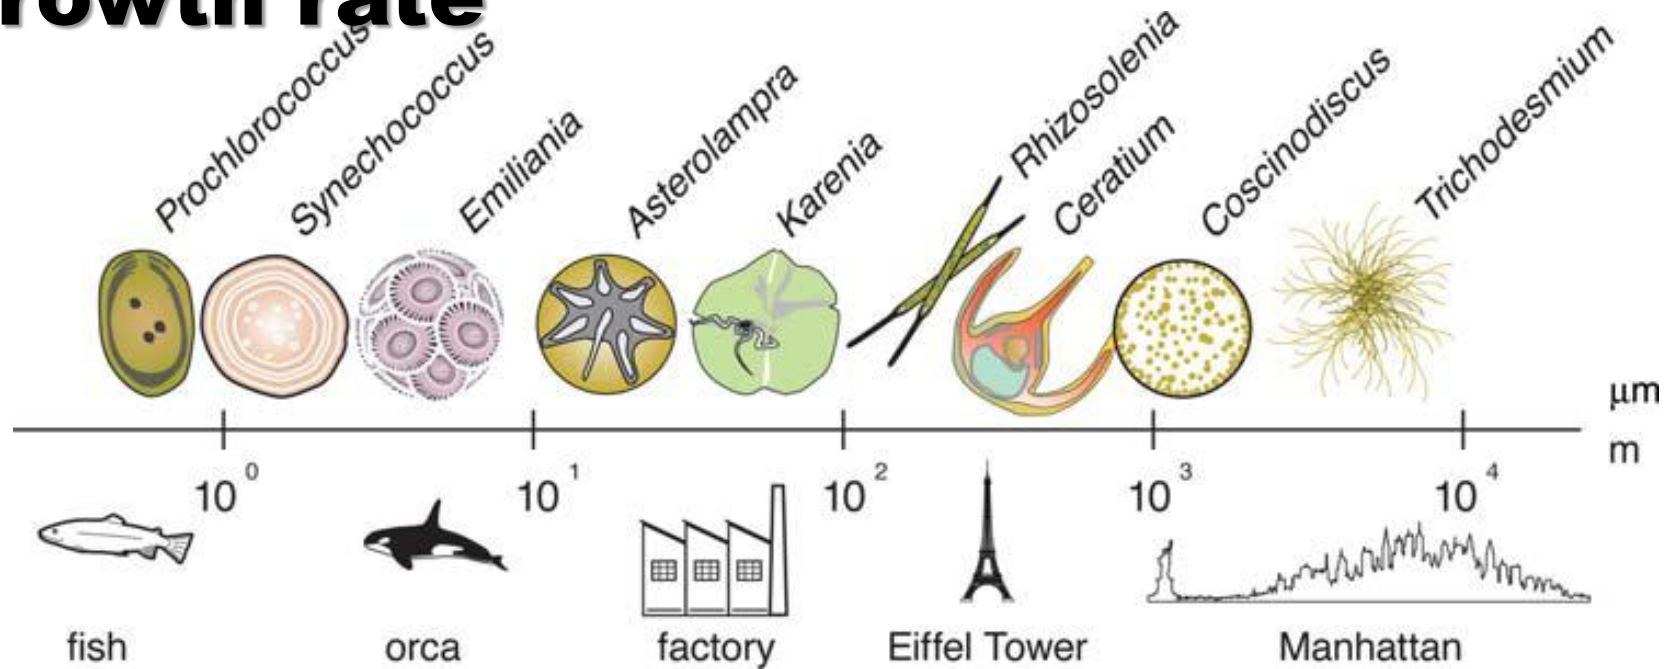 rowth rate
Prochlorococcus
Synechococcus
Emiliania
Asterolampra
Karenia
Rhizosolenia
Ceratium
Coscinodiscus
Trichodesmium
µm
m
10⁰ 10¹ 10² 10³ 10⁴
fish orca factory Eiffel Tower Manhattan